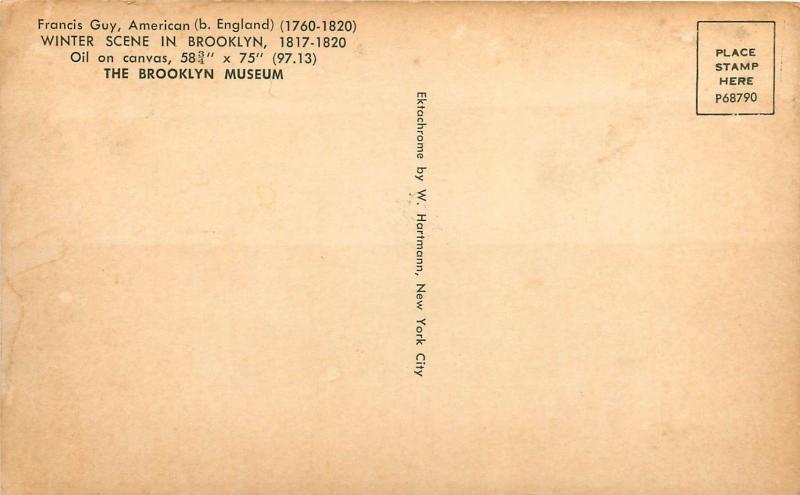 Francis Guy, American (b. England) (1760-1820)
WINTER SCENE IN BROOKLYN, 1817-1820
Oil on canvas, 58¾" x 75" (97.13)
THE BROOKLYN MUSEUM
PLACE
STAMP
HERE
P68790
Ektachrome by W. Hartmann, New York City